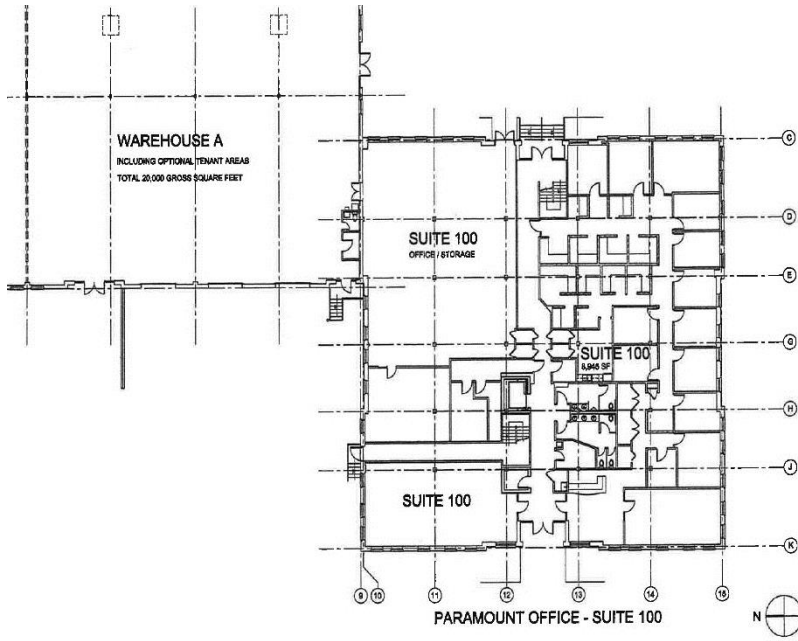 WAREHOUSE A
INCLUDING OPTIONAL TENANT AREAS
TOTAL 20,000 GROSS SQUARE FEET
C
D
SUITE 100
OFFICE / STORAGE
E
G
SUITE 100
8,945 SF
H
J
SUITE 100
K
9 10 11 12 13 14 15
PARAMOUNT OFFICE - SUITE 100
N